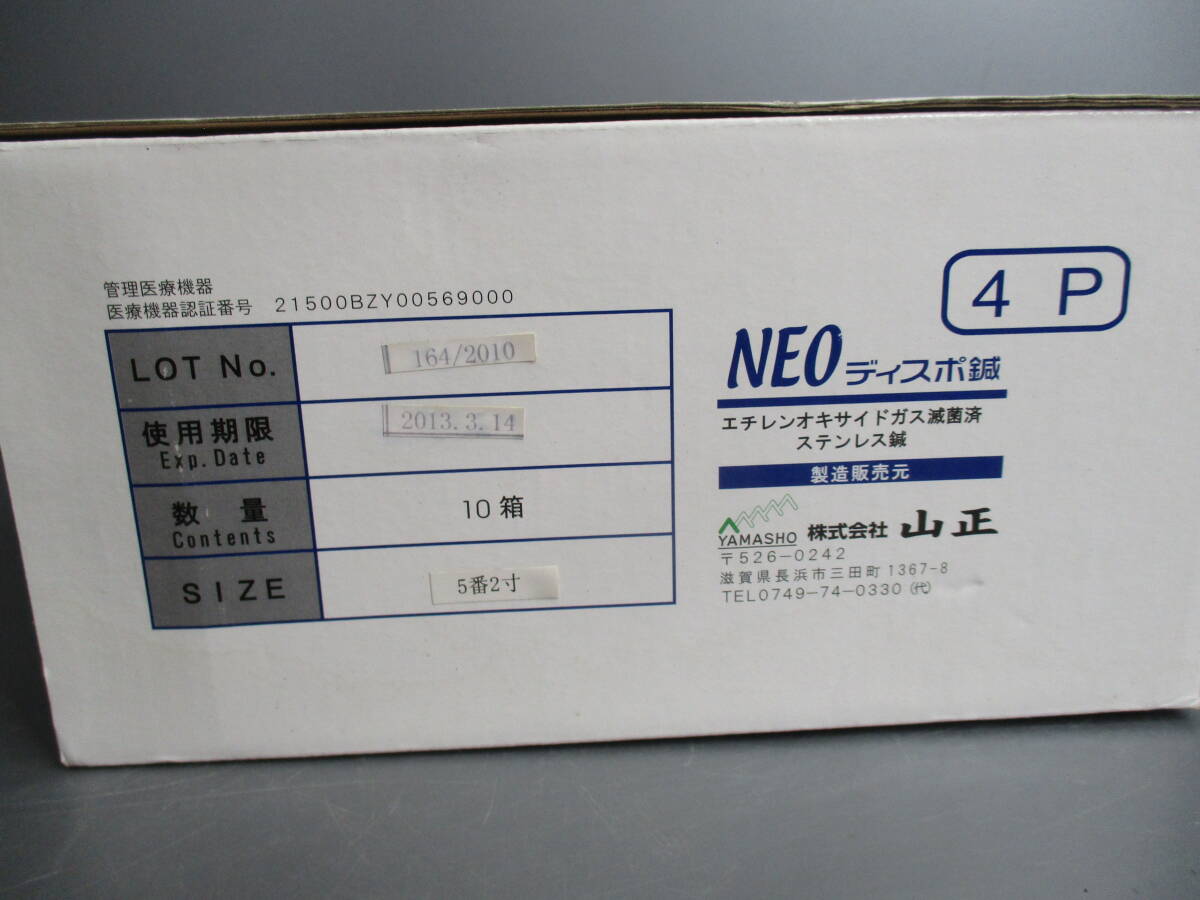 管理医療機器
医療機器認証番号 21500BZY00569000
LOT No. 164/2010
使用期限 2013.3.14
Exp.Date
数量 10箱
Contents
SIZE 5番2寸
4 P
NEOディスポ鍼
エチレンオキサイドガス滅菌済
ステンレス鍼
製造販売元
YAMASHO 株式会社 山正
〒526-0242
滋賀県長浜市三田町1367-8
TEL0749-74-0330(代)